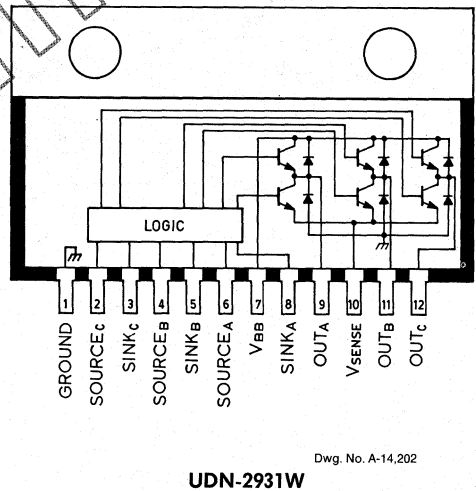 LOGIC
1 2 3 4 5 6 7 8 9 10 11 12
GROUND
SOURCEC
SINKC
SOURCEB
SINKB
SOURCEA
VBB
SINKA
OUTA
VSENSE
OUTB
OUTC
Dwg. No. A-14,202
UDN-2931W